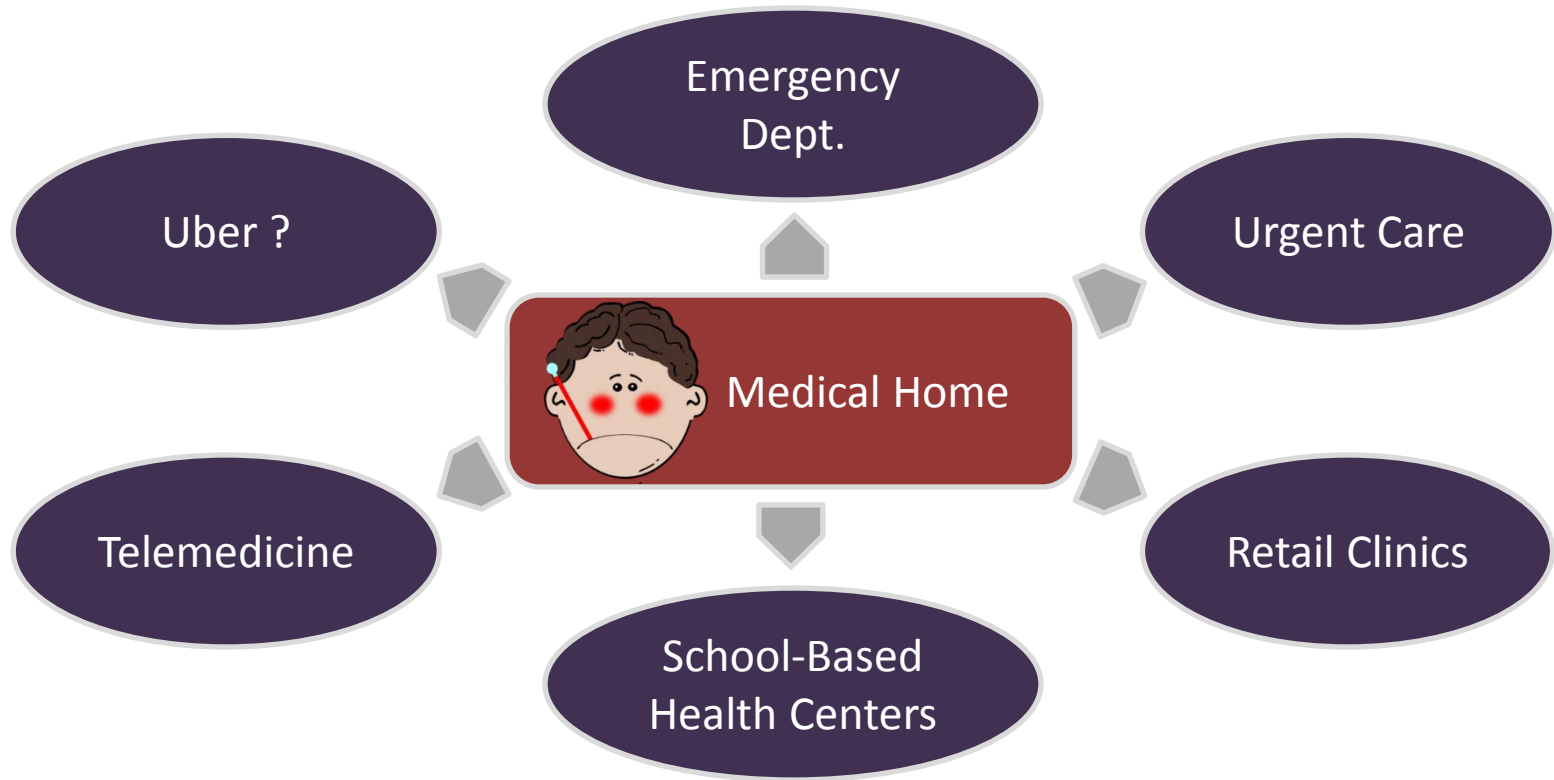 Emergency
Dept.
Uber ?
Urgent Care
Medical Home
Telemedicine
Retail Clinics
School-Based
Health Centers